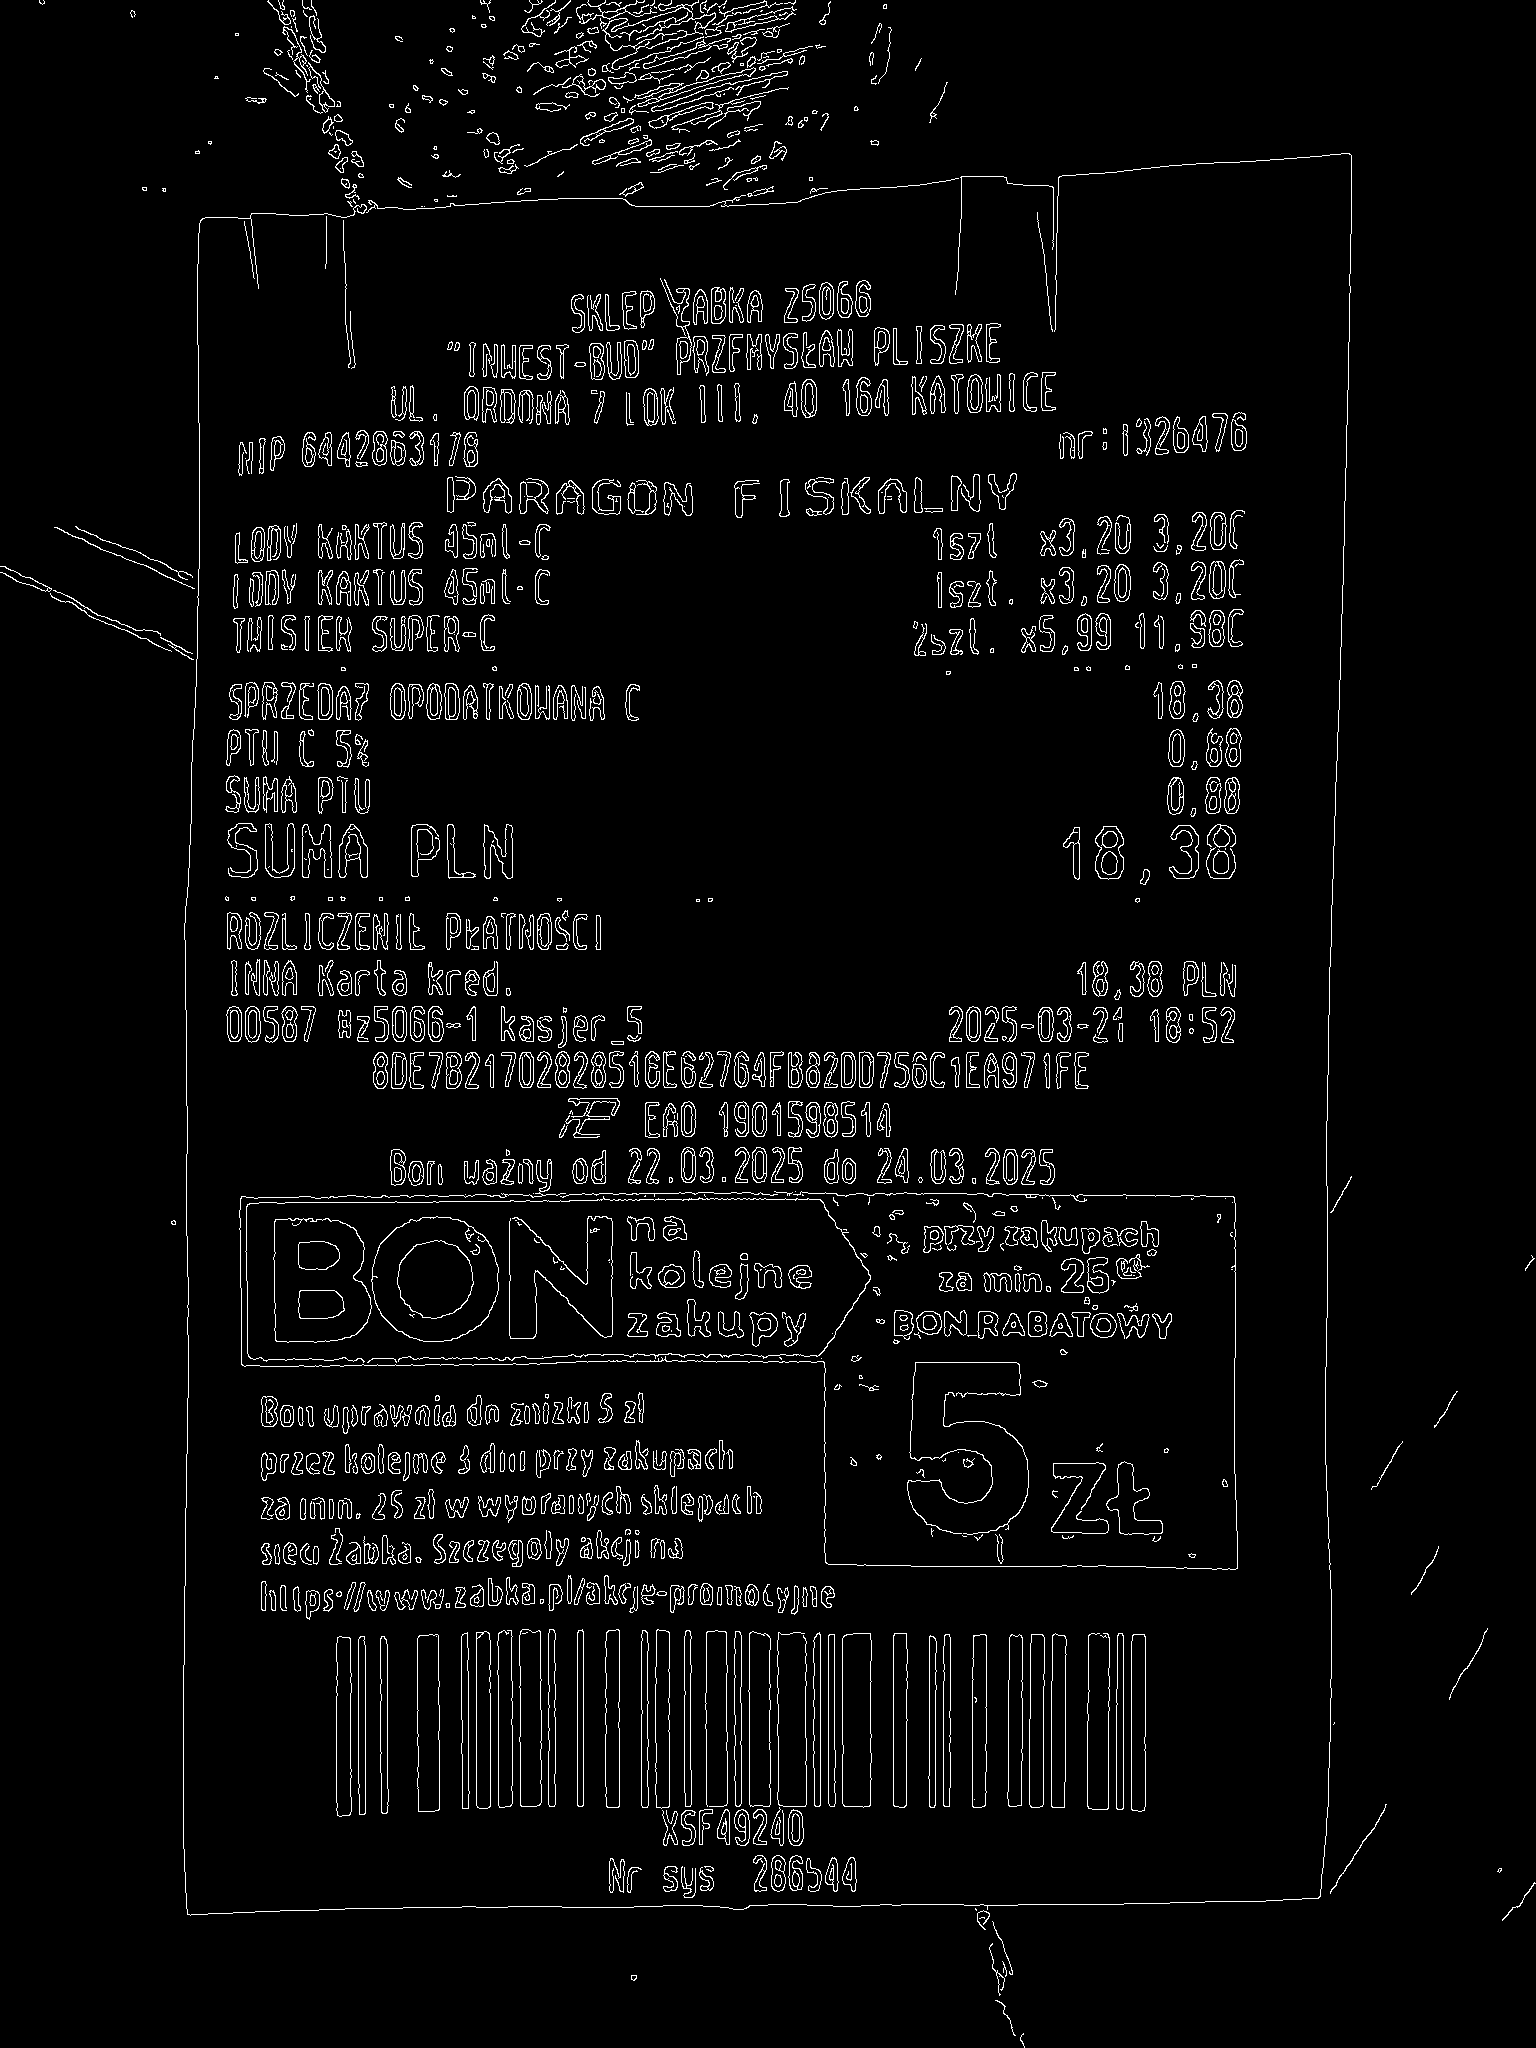 SKLEP ŻABKA Z5066
"INWEST-BUD" PRZEMYSŁAW PLISZKE
UL. ORDONA 7 LOK III, 40 164 KATOWICE
NIP 6442863178 nr:1326476
PARAGON FISKALNY
LODY KAKTUS 45ml-C 1szt. x3,20 3,20C
LODY KAKTUS 45ml-C 1szt. x3,20 3,20C
TWISTER SUPER-C 2szt. x5,99 11,98C
SPRZEDAŻ OPODATKOWANA C 18,38
PTU C 5% 0,88
SUMA PTU 0,88
SUMA PLN 18,38
ROZLICZENIE PŁATNOŚCI
INNA Karta kred. 18,38 PLN
00587 #z5066-1 kasjer_5 2025-03-21 18:52
8DE7B21702828516E62764FB82DD756C1EA971FE
EAO 1901598514
Bon ważny od 22.03.2025 do 24.03.2025
BON na kolejne zakupy
przy zakupach
za min. 25⁰⁰
BON RABATOWY
5 ZŁ
Bon uprawnia do zniżki 5 zł
przez kolejne 3 dni przy zakupach
za min. 25 zł w wybranych sklepach
sieci Żabka. Szczegóły akcji na
https://www.zabka.pl/akcje-promocyjne
XSF49240
Nr sys 286544